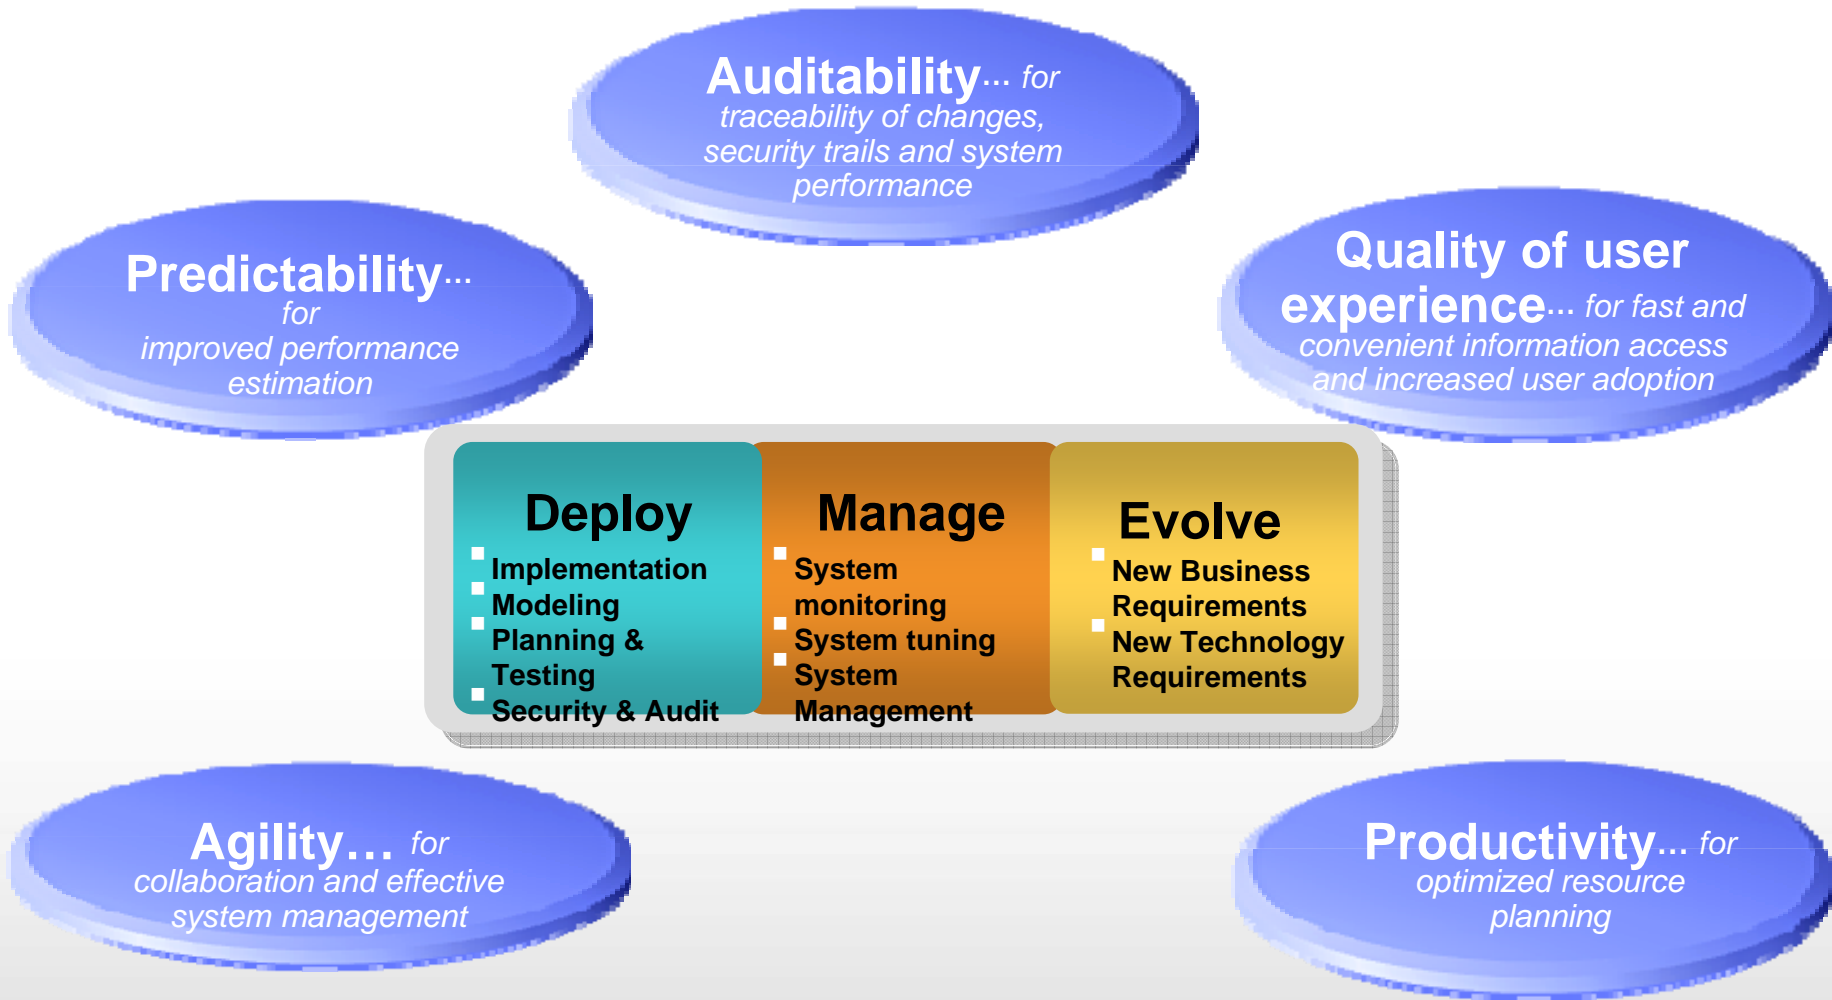 Auditability... for
traceability of changes,
security trails and system
performance
Predictability...
for
improved performance
estimation
Quality of user
experience... for fast and
convenient information access
and increased user adoption
Deploy
Implementation
Modeling
Planning &
Testing
Security & Audit
Manage
System
monitoring
System tuning
System
Management
Evolve
New Business
Requirements
New Technology
Requirements
Agility... for
collaboration and effective
system management
Productivity... for
optimized resource
planning